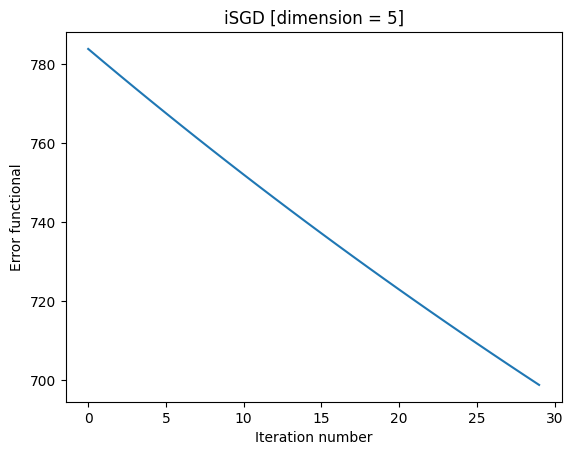 iSGD [dimension = 5]
Error functional
780
760
740
720
700
0 5 10 15 20 25 30
Iteration number